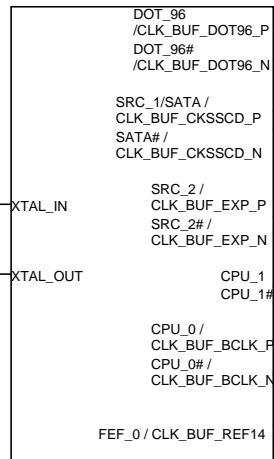 DOT_96
/CLK_BUF_DOT96_P
DOT_96#
/CLK_BUF_DOT96_N
SRC_1/SATA /
CLK_BUF_CKSSCD_P
SATA# /
CLK_BUF_CKSSCD_N
SRC_2 /
CLK_BUF_EXP_P
XTAL_IN
SRC_2# /
CLK_BUF_EXP_N
XTAL_OUT
CPU_1
CPU_1#
CPU_0 /
CLK_BUF_BCLK_P
CPU_0# /
CLK_BUF_BCLK_N
FEF_0 / CLK_BUF_REF14